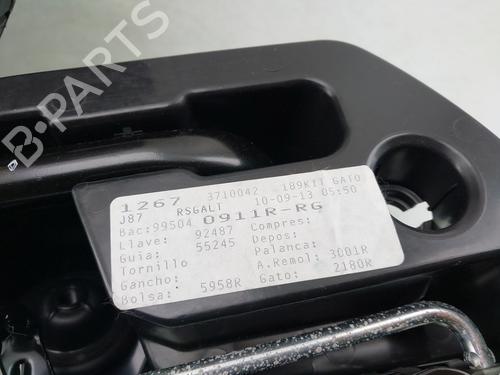 B-PARTS
1267 3710042 189KIT GATO
J87 RSGALT 10-09-13 05:50
Bac:99504 0911R-RG
Llave: 92487 Compres:
Guia: 55245 Depos:
Tornillo Palanca:
Gancho: A.Remol: 3001R
Bolsa: 5958R Gato: 2180R